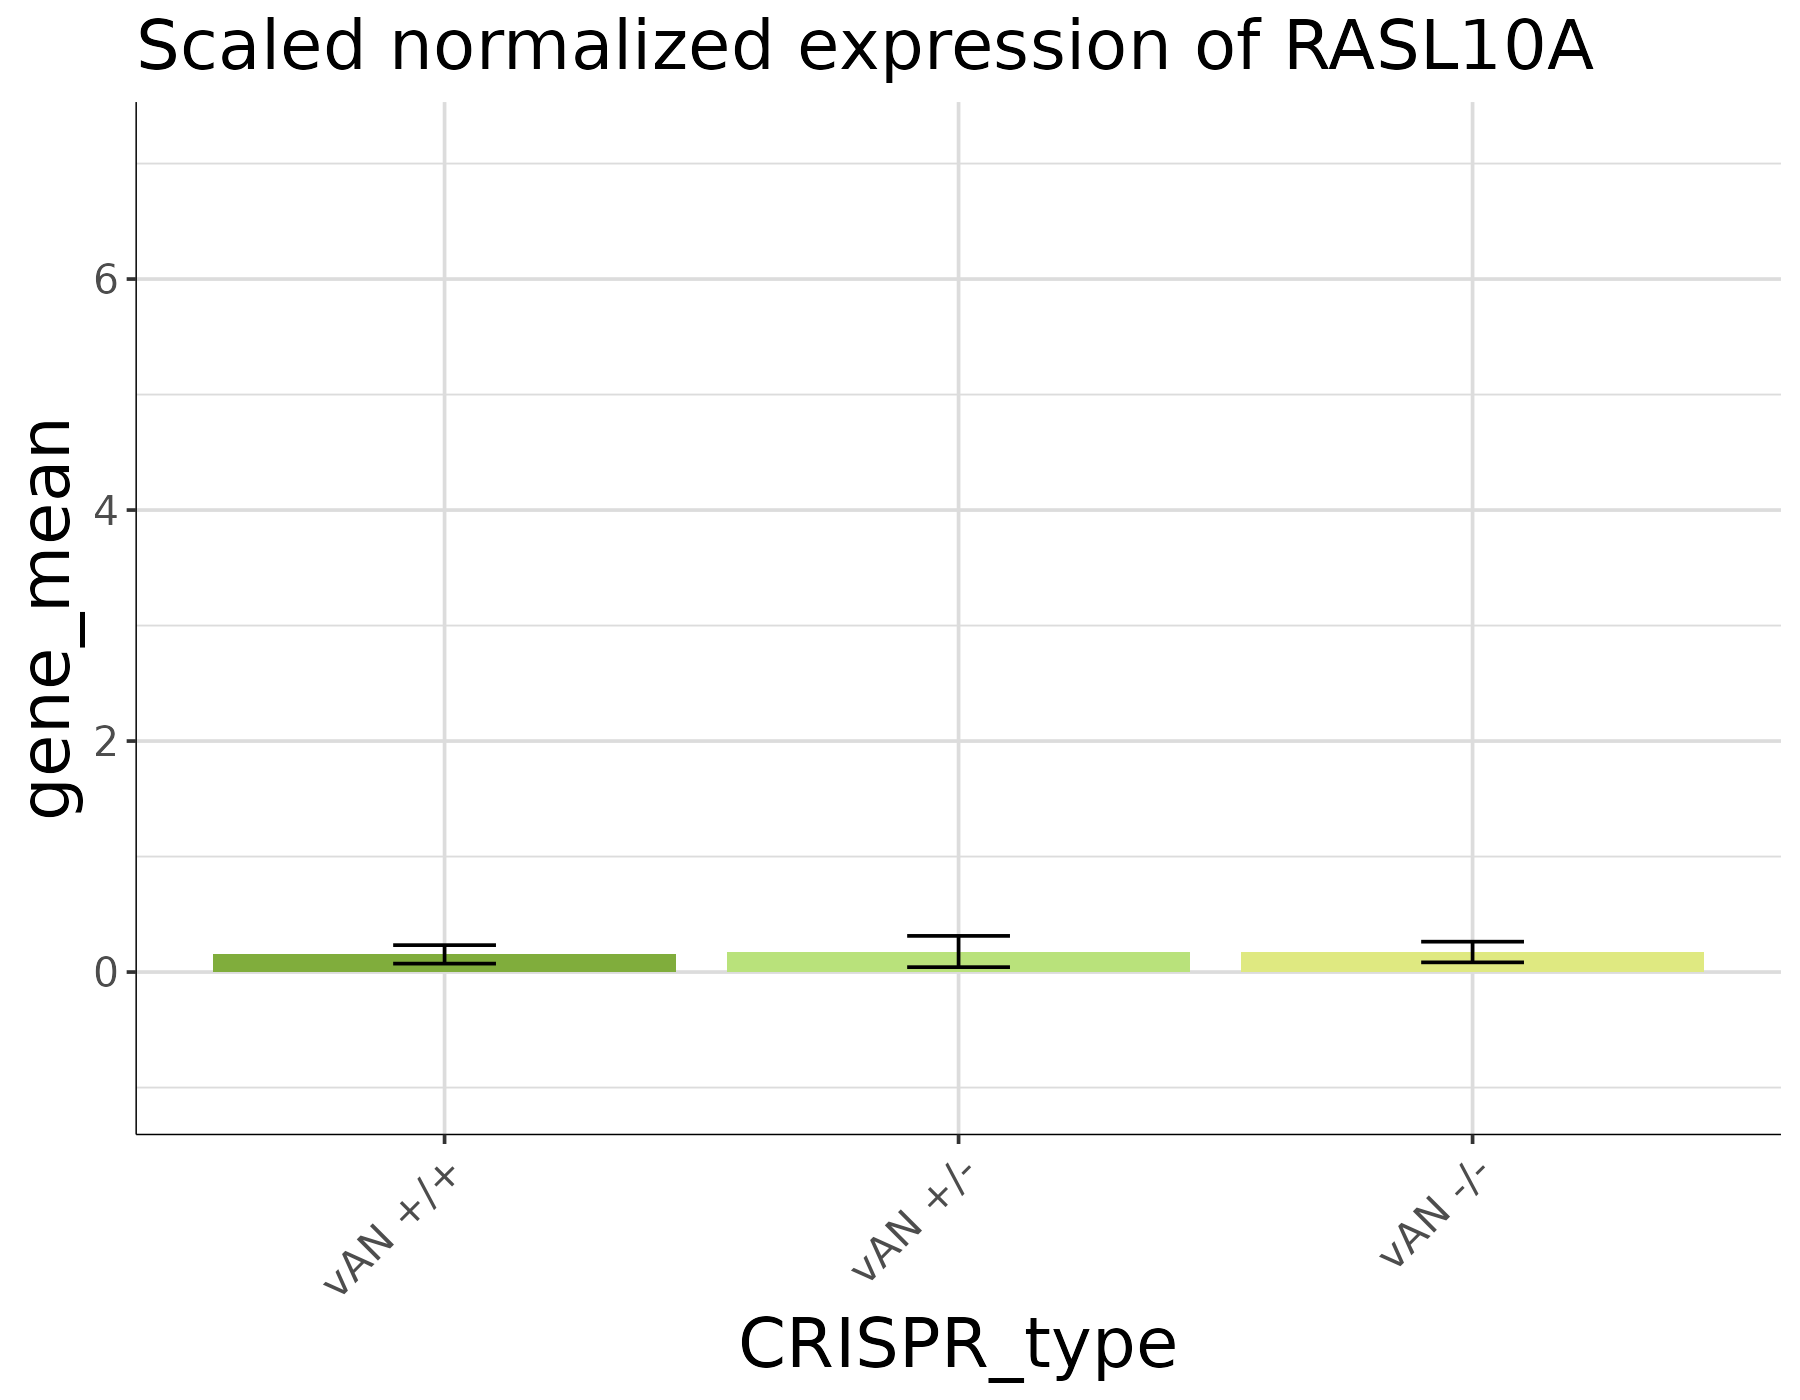 Scaled normalized expression of RASL10A
gene_mean
6
4
2
0
vAN +/+
vAN +/-
vAN -/-
CRISPR_type